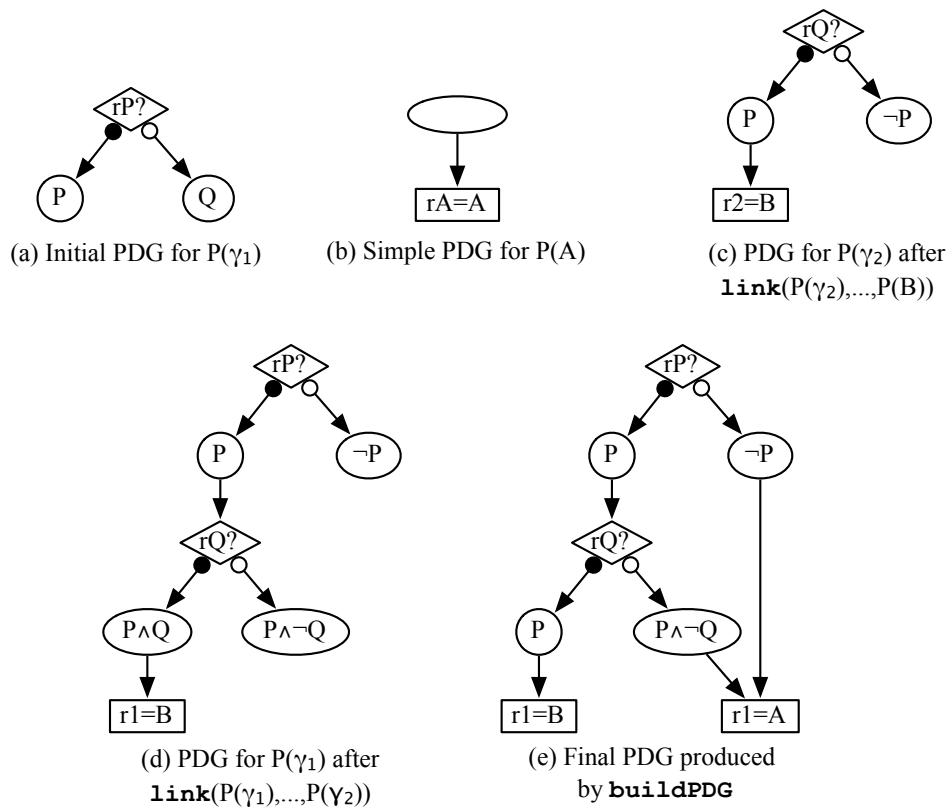 rP?
P
Q
(a) Initial PDG for P(γ₁)
rA=A
(b) Simple PDG for P(A)
rQ?
P
¬P
r2=B
(c) PDG for P(γ₂) after
link(P(γ₂),...,P(B))
rP?
P
¬P
rQ?
P∧Q
P∧¬Q
r1=B
(d) PDG for P(γ₁) after
link(P(γ₁),...,P(γ₂))
rP?
P
¬P
rQ?
P
P∧¬Q
r1=B
r1=A
(e) Final PDG produced
by buildPDG